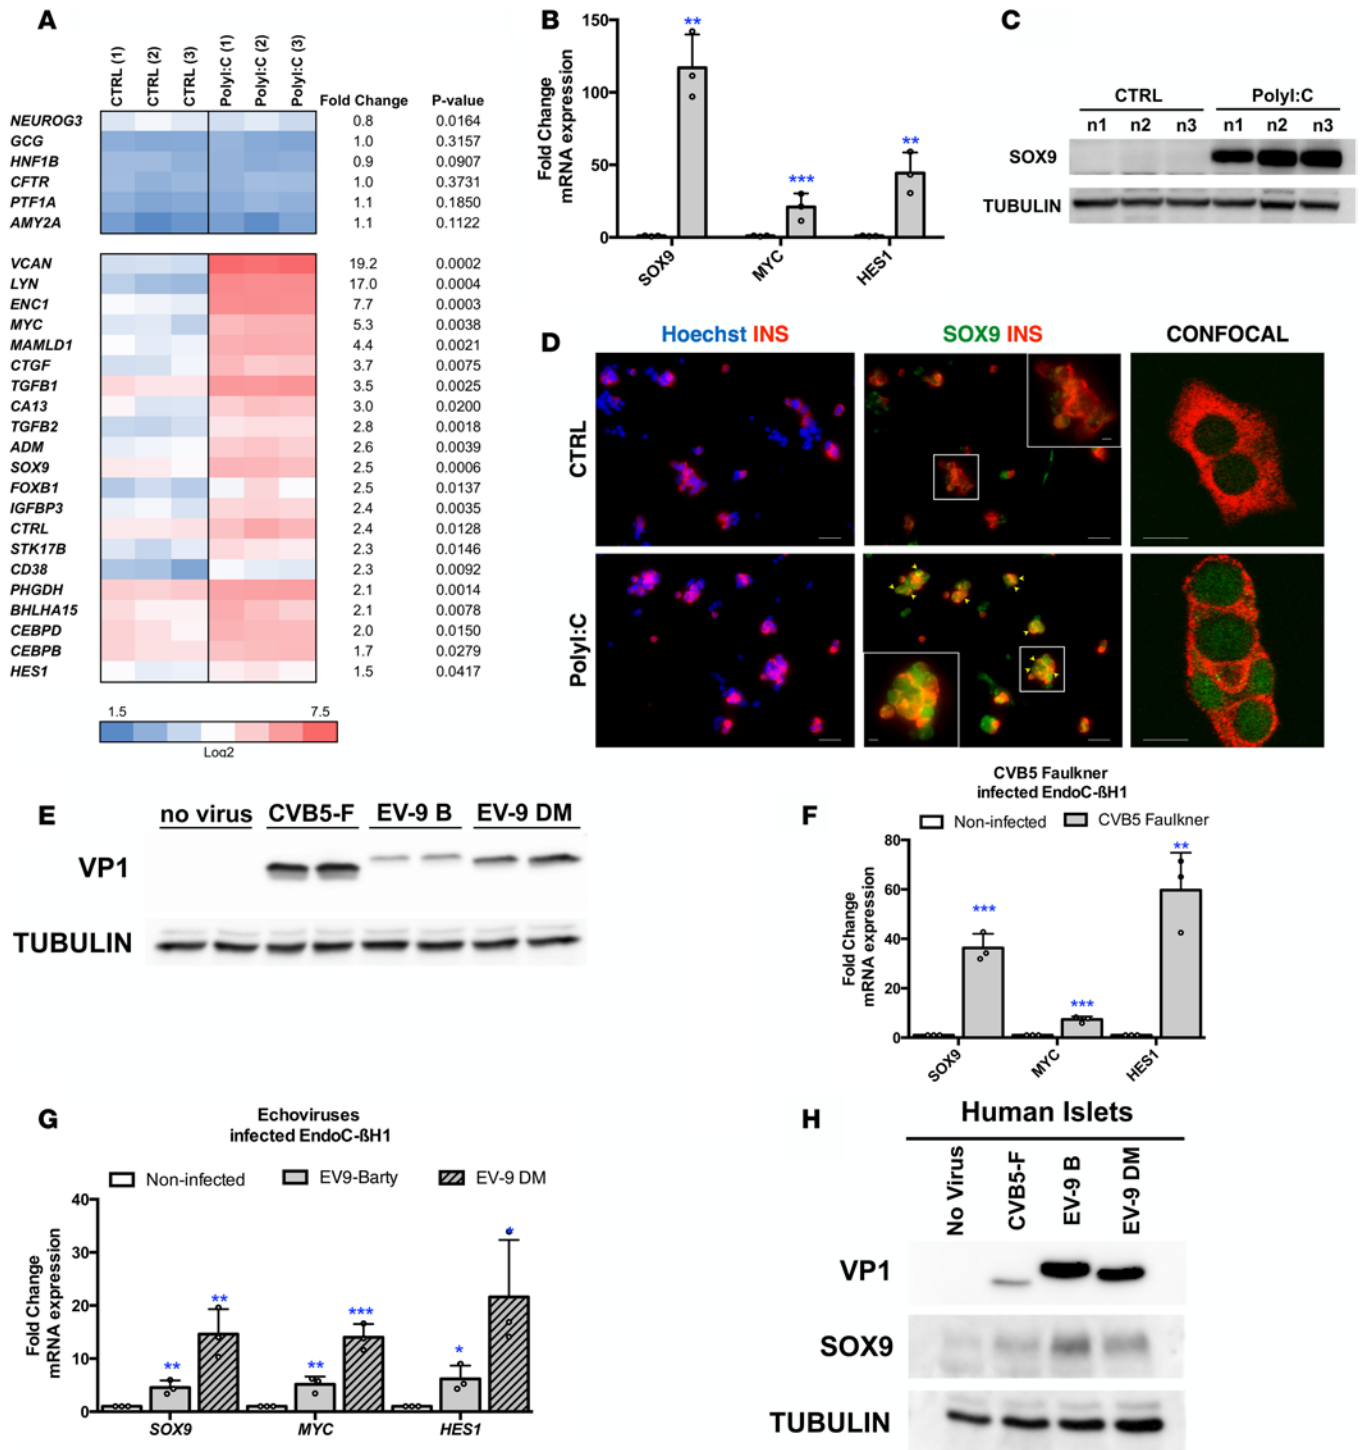 A
CTRL (1)
CTRL (2)
CTRL (3)
PolyI:C (1)
PolyI:C (2)
PolyI:C (3)
Fold Change P-value
NEUROG3 0.8 0.0164
GCG 1.0 0.3157
HNF1B 0.9 0.0907
CFTR 1.0 0.3731
PTF1A 1.1 0.1850
AMY2A 1.1 0.1122
VCAN 19.2 0.0002
LYN 17.0 0.0004
ENC1 7.7 0.0003
MYC 5.3 0.0038
MAMLD1 4.4 0.0021
CTGF 3.7 0.0075
TGFB1 3.5 0.0025
CA13 3.0 0.0200
TGFB2 2.8 0.0018
ADM 2.6 0.0039
SOX9 2.5 0.0006
FOXB1 2.5 0.0137
IGFBP3 2.4 0.0035
CTRL 2.4 0.0128
STK17B 2.3 0.0146
CD38 2.3 0.0092
PHGDH 2.1 0.0014
BHLHA15 2.1 0.0078
CEBPD 2.0 0.0150
CEBPB 1.7 0.0279
HES1 1.5 0.0417
1.5 7.5
Log2
B
Fold Change
mRNA expression
150
100
50
0
**
***
**
SOX9
MYC
HES1
C
CTRL PolyI:C
n1 n2 n3 n1 n2 n3
SOX9
TUBULIN
D
Hoechst INS
SOX9 INS
CONFOCAL
CTRL
PolyI:C
E
no virus CVB5-F EV-9 B EV-9 DM
VP1
TUBULIN
F
CVB5 Faulkner
infected EndoC-ßH1
Non-infected CVB5 Faulkner
Fold Change
mRNA expression
80
60
40
20
0
***
***
**
SOX9
MYC
HES1
G
Echoviruses
infected EndoC-ßH1
Non-infected EV9-Barty EV-9 DM
Fold Change
mRNA expression
40
30
20
10
0
**
**
**
***
*
*
SOX9 MYC HES1
H
Human Islets
No Virus
CVB5-F
EV-9 B
EV-9 DM
VP1
SOX9
TUBULIN